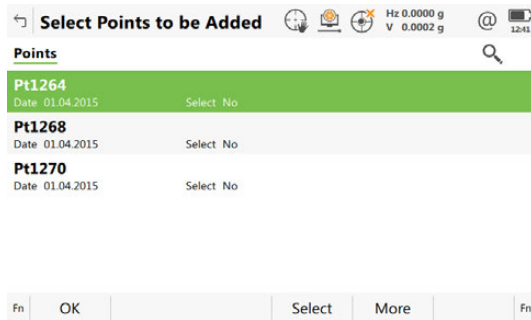 Select Points to be Added
Hz 0.0000 g
V 0.0002 g
@
12:41
Points
Pt1264
Date 01.04.2015 Select No
Pt1268
Date 01.04.2015 Select No
Pt1270
Date 01.04.2015 Select No
Fn OK Select More Fn